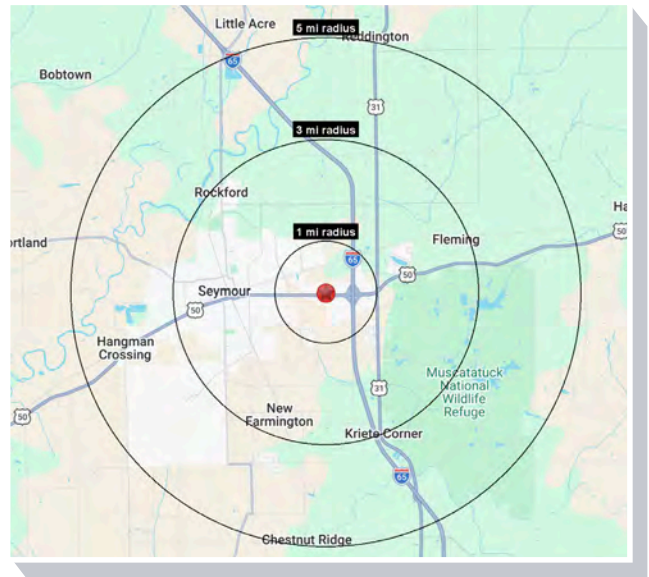 Little Acre
5 mi radius
Reddington
65
Bobtown
31
3 mi radius
Rockford
1 mi radius
Ha
50
ortland
Fleming
65
50
Seymour
50
Hangman
Crossing
Muscatatuck
National
Wildlife
Refuge
31
50
New
Farmington
Kriete Corner
65
Chestnut Ridge